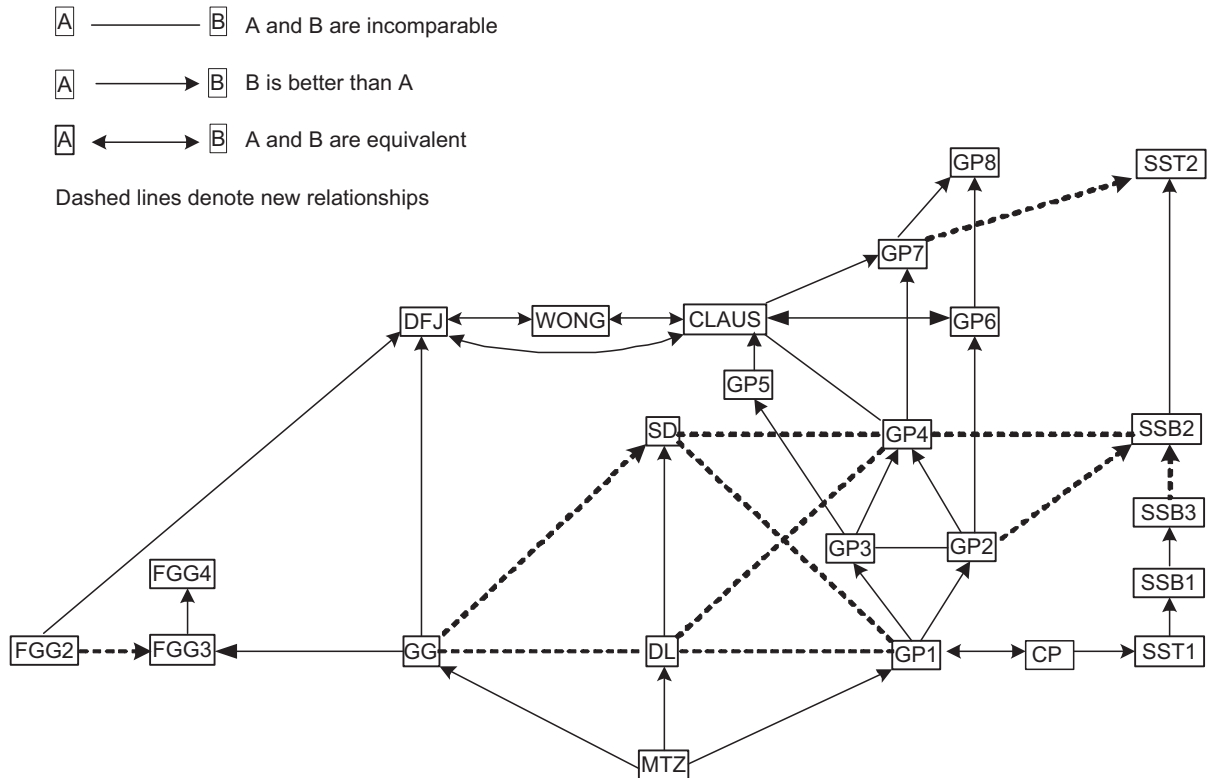 A B A and B are incomparable
A B B is better than A
A B A and B are equivalent
Dashed lines denote new relationships
GP8 SST2
GP7
DFJ WONG CLAUS GP6
GP5
SD GP4 SSB2
SSB3
GP3 GP2
FGG4 SSB1
FGG2 FGG3 GG DL GP1 CP SST1
MTZ